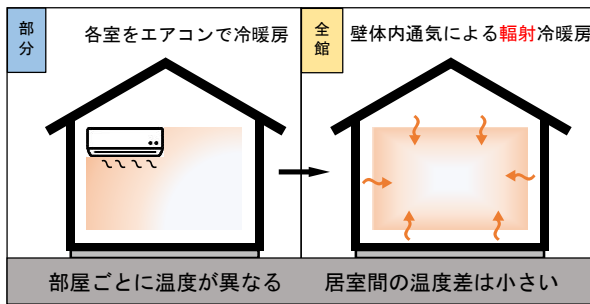 部分
各室をエアコンで冷暖房
全館
壁体内通気による輻射冷暖房
部屋ごとに温度が異なる
居室間の温度差は小さい